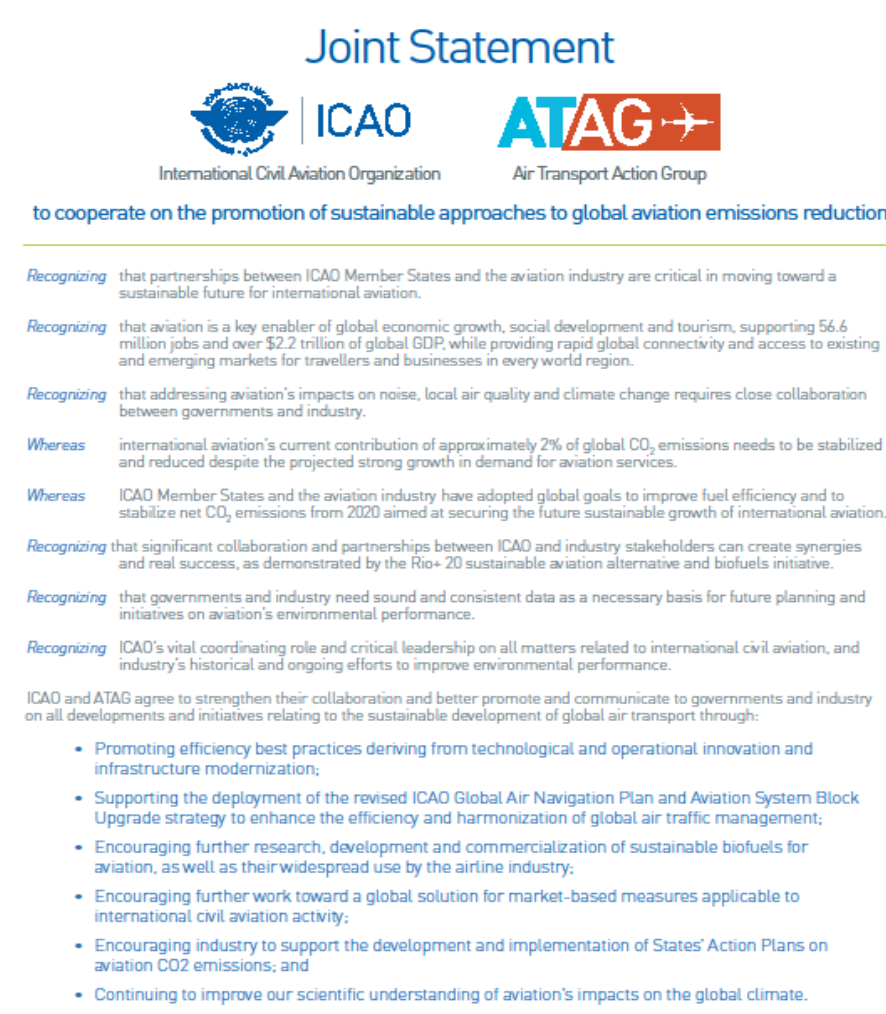 Joint Statement
ICAO
ATAG
International Civil Aviation Organization
Air Transport Action Group
to cooperate on the promotion of sustainable approaches to global aviation emissions reduction
Recognizing that partnerships between ICAO Member States and the aviation industry are critical in moving toward a
sustainable future for international aviation.
Recognizing that aviation is a key enabler of global economic growth, social development and tourism, supporting 56.6
million jobs and over $2.2 trillion of global GDP, while providing rapid global connectivity and access to existing
and emerging markets for travellers and businesses in every world region.
Recognizing that addressing aviation's impacts on noise, local air quality and climate change requires close collaboration
between governments and industry.
Whereas international aviation's current contribution of approximately 2% of global CO₂ emissions needs to be stabilized
and reduced despite the projected strong growth in demand for aviation services.
Whereas ICAO Member States and the aviation industry have adopted global goals to improve fuel efficiency and to
stabilize net CO₂ emissions from 2020 aimed at securing the future sustainable growth of international aviation.
Recognizing that significant collaboration and partnerships between ICAO and industry stakeholders can create synergies
and real success, as demonstrated by the Rio+ 20 sustainable aviation alternative and biofuels initiative.
Recognizing that governments and industry need sound and consistent data as a necessary basis for future planning and
initiatives on aviation's environmental performance.
Recognizing ICAO's vital coordinating role and critical leadership on all matters related to international civil aviation, and
industry's historical and ongoing efforts to improve environmental performance.
ICAO and ATAG agree to strengthen their collaboration and better promote and communicate to governments and industry
on all developments and initiatives relating to the sustainable development of global air transport through:
• Promoting efficiency best practices deriving from technological and operational innovation and
infrastructure modernization;
• Supporting the deployment of the revised ICAO Global Air Navigation Plan and Aviation System Block
Upgrade strategy to enhance the efficiency and harmonization of global air traffic management;
• Encouraging further research, development and commercialization of sustainable biofuels for
aviation, as well as their widespread use by the airline industry;
• Encouraging further work toward a global solution for market-based measures applicable to
international civil aviation activity;
• Encouraging industry to support the development and implementation of States' Action Plans on
aviation CO2 emissions; and
• Continuing to improve our scientific understanding of aviation's impacts on the global climate.